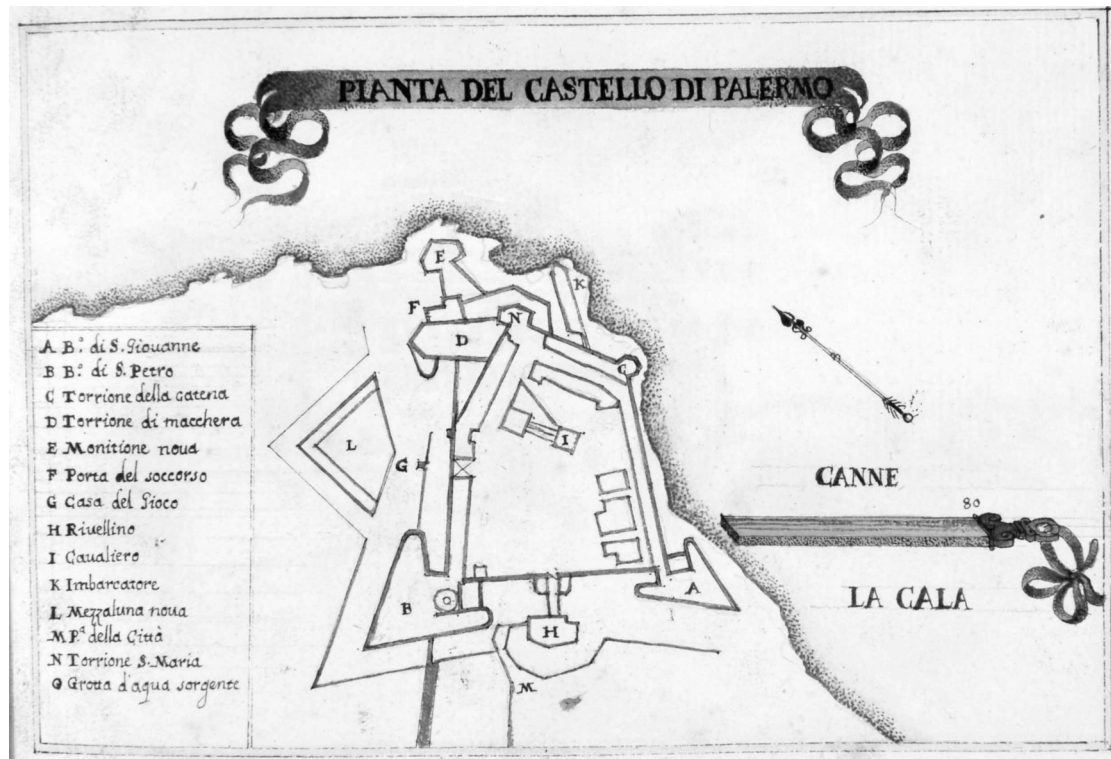 PIANTA DEL CASTELLO DI PALERMO
A B.º di S. Giouanne
B B.º di S. Petro
C Torrione della catena
D Torrione di macchera
E Monitione noua
F Porta del soccorso
G Casa del Gioco
H Riuellino
I Caualiero
K Imbarcatore
L Mezzaluna noua
M P.ª della Città
N Torrione S. Maria
O Grotta d'aqua sorgente
E
K
F
N
D
C
L
G
I
B
O
A
H
M
CANNE
80
LA CALA